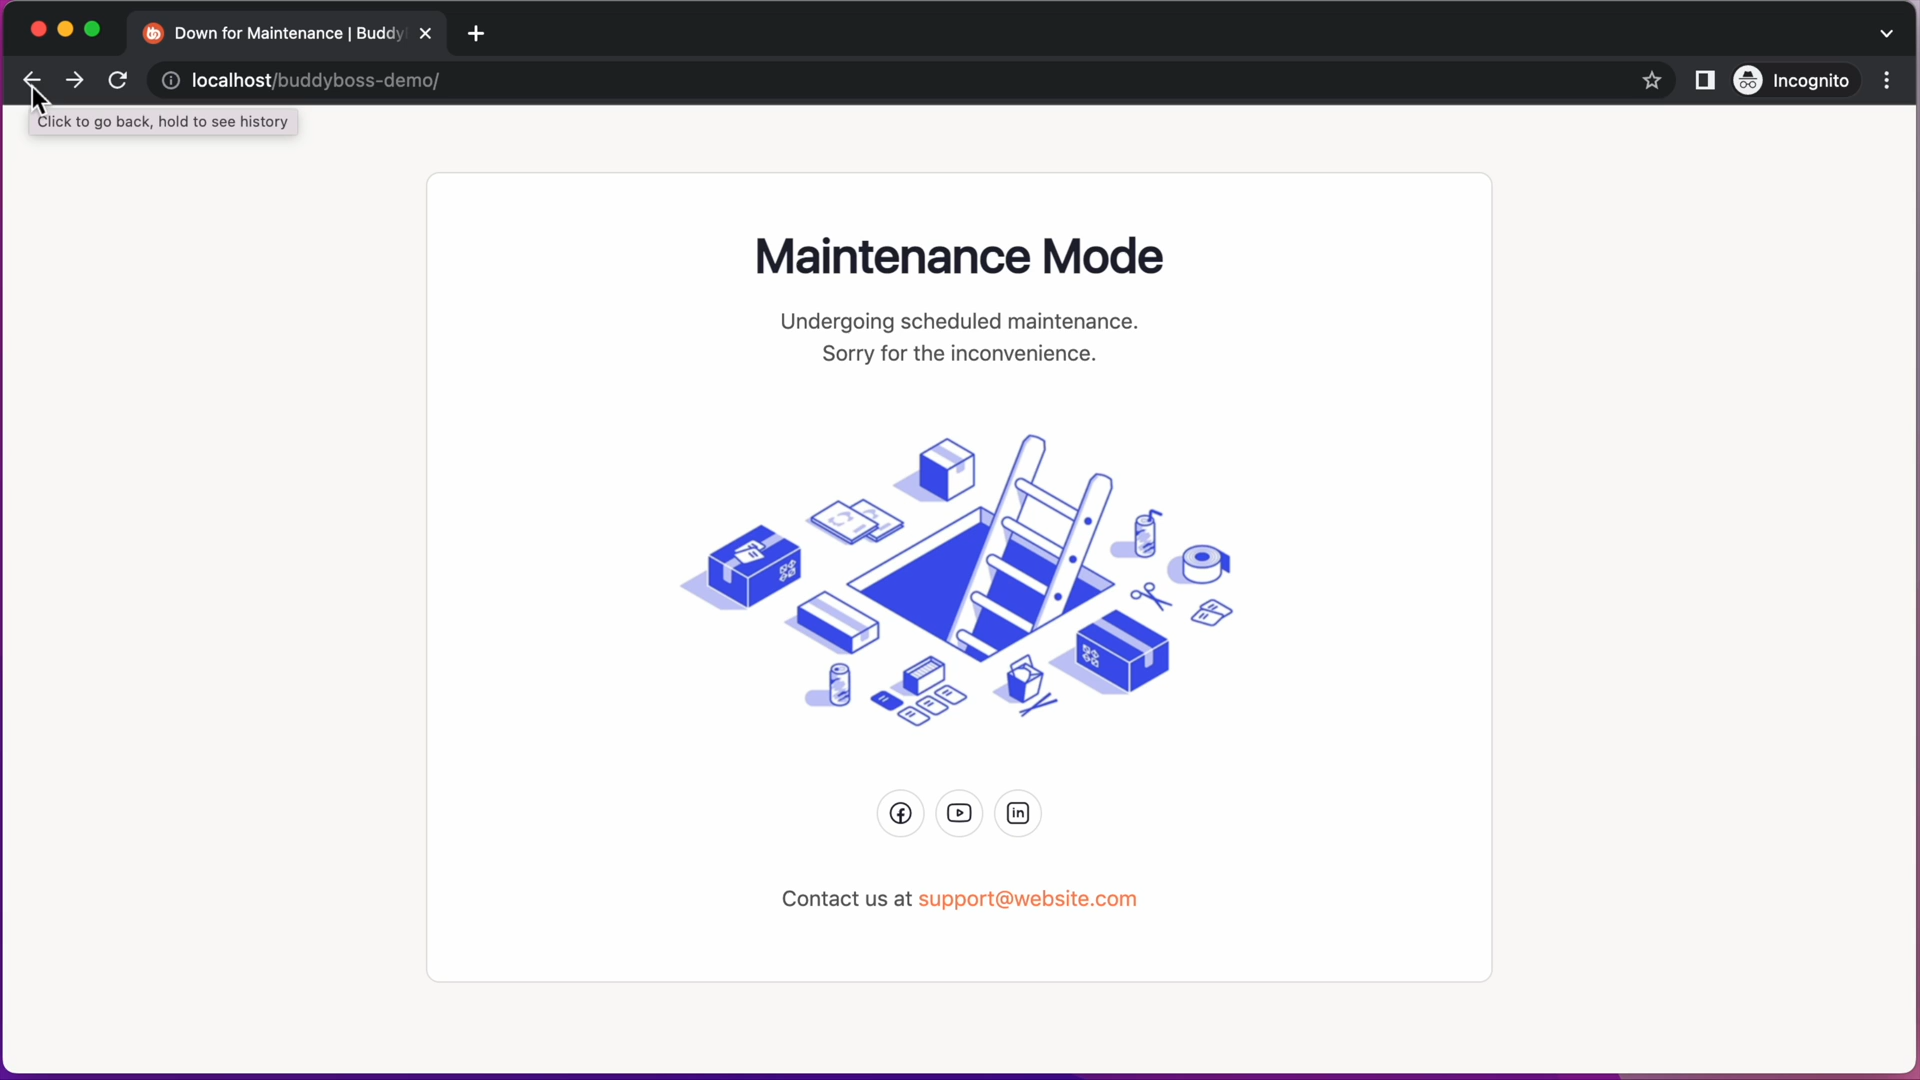 Down for Maintenance | Buddy
localhost/buddyboss-demo/
Incognito
Click to go back, hold to see history
Maintenance Mode
Undergoing scheduled maintenance.
Sorry for the inconvenience.
Contact us at support@website.com